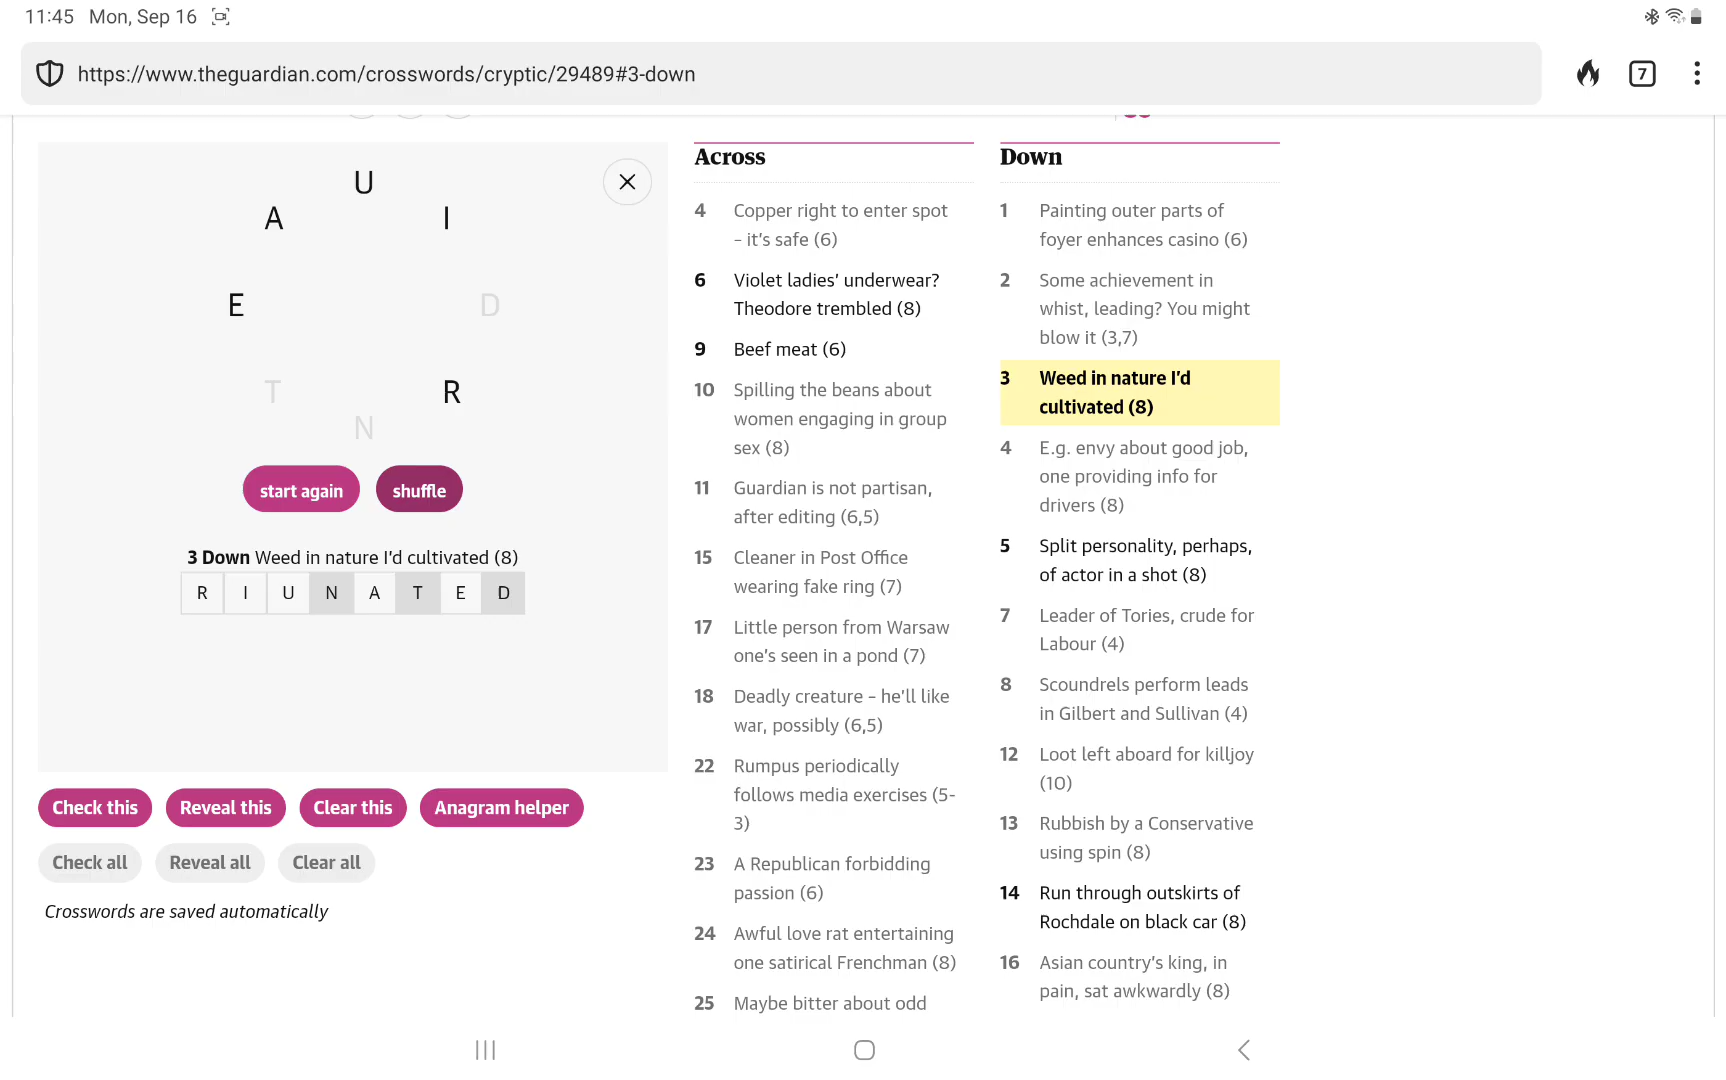 11:45 Mon, Sep 16
https://www.theguardian.com/crosswords/cryptic/29489#3-down
7
U
A
I
E
D
T
R
N
start again
shuffle
3 Down Weed in nature I'd cultivated (8)
R I U N A T E D
Check this
Reveal this
Clear this
Anagram helper
Check all
Reveal all
Clear all
Crosswords are saved automatically
Across
4 Copper right to enter spot
– it's safe (6)
6 Violet ladies' underwear?
Theodore trembled (8)
9 Beef meat (6)
10 Spilling the beans about
women engaging in group
sex (8)
11 Guardian is not partisan,
after editing (6,5)
15 Cleaner in Post Office
wearing fake ring (7)
17 Little person from Warsaw
one's seen in a pond (7)
18 Deadly creature – he'll like
war, possibly (6,5)
22 Rumpus periodically
follows media exercises (5-
3)
23 A Republican forbidding
passion (6)
24 Awful love rat entertaining
one satirical Frenchman (8)
25 Maybe bitter about odd
Down
1 Painting outer parts of
foyer enhances casino (6)
2 Some achievement in
whist, leading? You might
blow it (3,7)
3 Weed in nature I'd
cultivated (8)
4 E.g. envy about good job,
one providing info for
drivers (8)
5 Split personality, perhaps,
of actor in a shot (8)
7 Leader of Tories, crude for
Labour (4)
8 Scoundrels perform leads
in Gilbert and Sullivan (4)
12 Loot left aboard for killjoy
(10)
13 Rubbish by a Conservative
using spin (8)
14 Run through outskirts of
Rochdale on black car (8)
16 Asian country's king, in
pain, sat awkwardly (8)